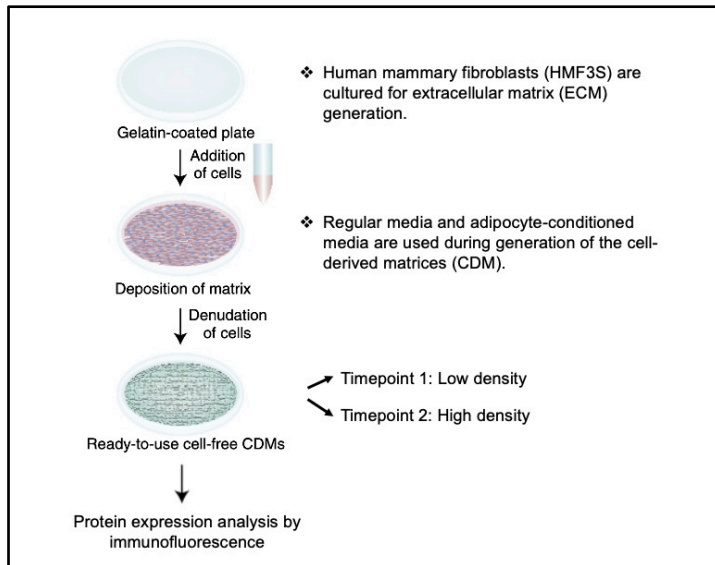 ❖ Human mammary fibroblasts (HMF3S) are
cultured for extracellular matrix (ECM)
generation.
Gelatin-coated plate
Addition
of cells
❖ Regular media and adipocyte-conditioned
media are used during generation of the cell-
derived matrices (CDM).
Deposition of matrix
Denudation
of cells
Timepoint 1: Low density
Timepoint 2: High density
Ready-to-use cell-free CDMs
Protein expression analysis by
immunofluorescence